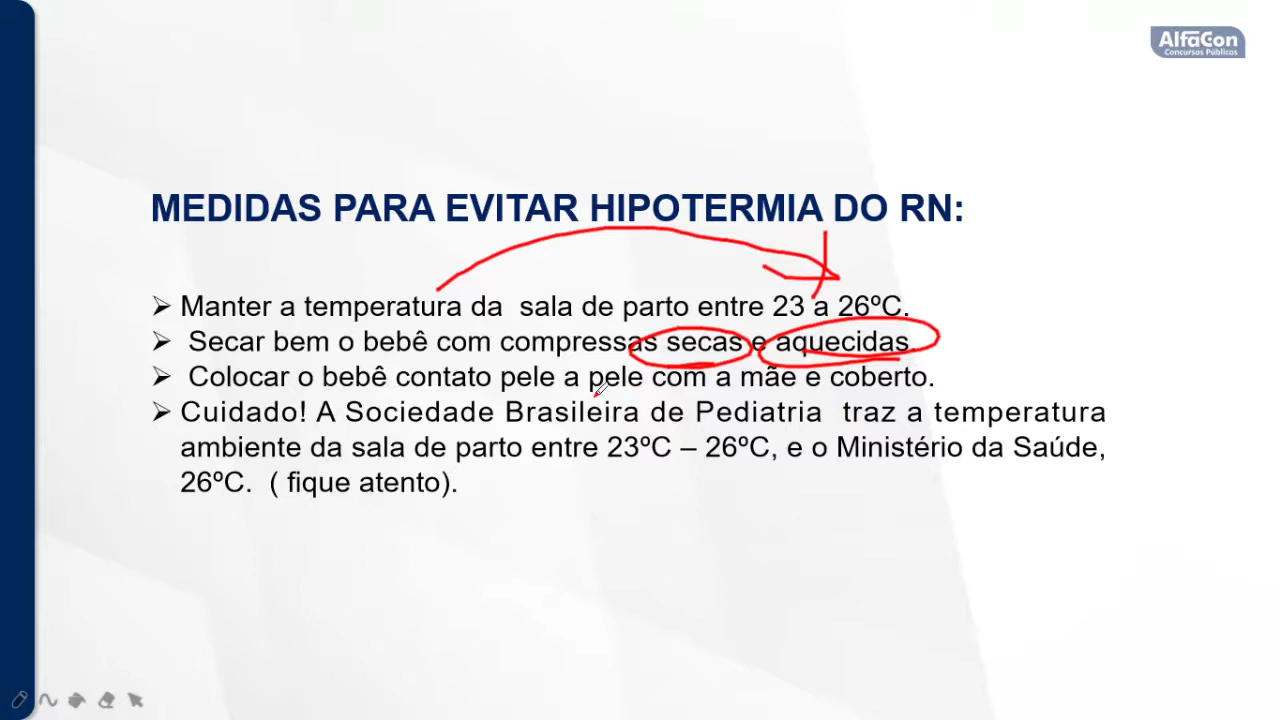 AlfaCon
Concursos Públicos
MEDIDAS PARA EVITAR HIPOTERMIA DO RN:
➢ Manter a temperatura da sala de parto entre 23 a 26ºC.
➢ Secar bem o bebê com compressas secas e aquecidas.
➢ Colocar o bebê contato pele a pele com a mãe e coberto.
➢ Cuidado! A Sociedade Brasileira de Pediatria traz a temperatura
ambiente da sala de parto entre 23ºC – 26ºC, e o Ministério da Saúde,
26ºC. ( fique atento).